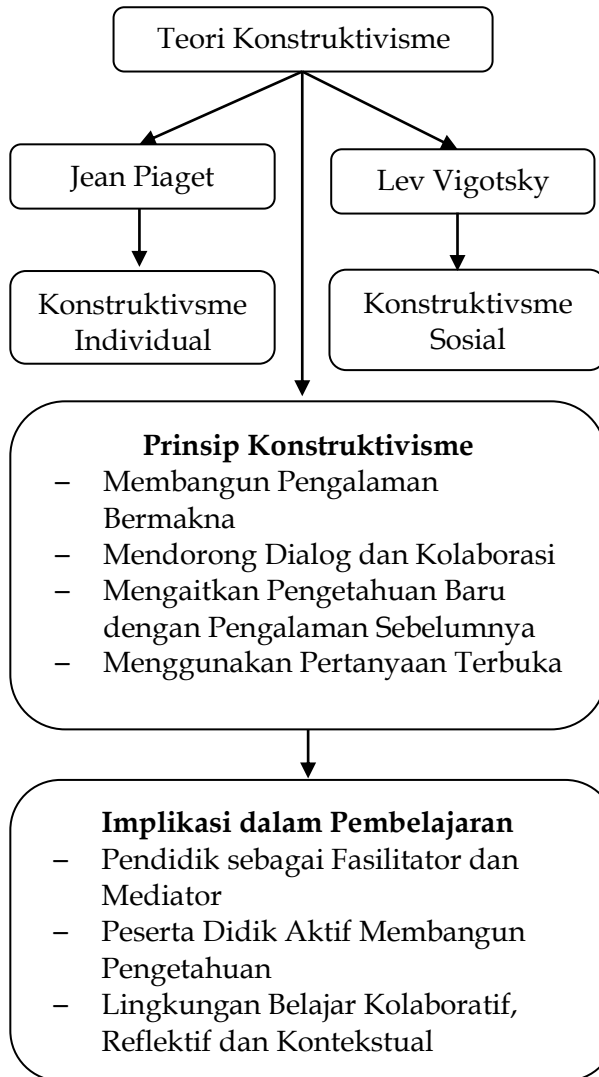 Teori Konstruktivisme
Jean Piaget
Lev Vigotsky
Konstruktivsme
Individual
Konstruktivsme
Sosial
Prinsip Konstruktivisme
– Membangun Pengalaman
Bermakna
– Mendorong Dialog dan Kolaborasi
– Mengaitkan Pengetahuan Baru
dengan Pengalaman Sebelumnya
– Menggunakan Pertanyaan Terbuka
Implikasi dalam Pembelajaran
– Pendidik sebagai Fasilitator dan
Mediator
– Peserta Didik Aktif Membangun
Pengetahuan
– Lingkungan Belajar Kolaboratif,
Reflektif dan Kontekstual